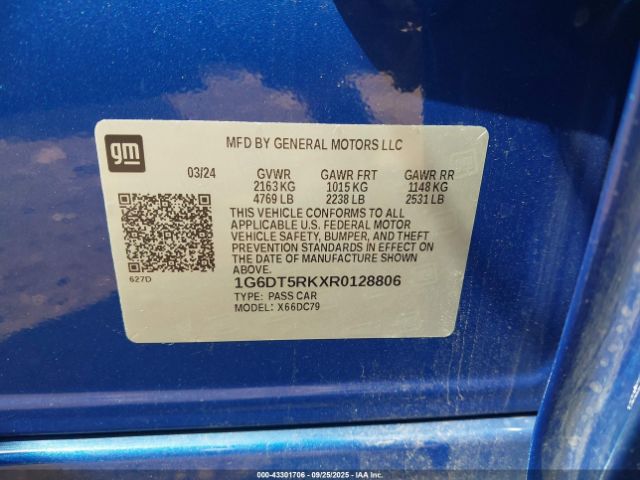 gm
MFD BY GENERAL MOTORS LLC
03/24 GVWR GAWR FRT GAWR RR
2163 KG 1015 KG 1148 KG
4769 LB 2238 LB 2531 LB
THIS VEHICLE CONFORMS TO ALL
APPLICABLE U.S. FEDERAL MOTOR
VEHICLE SAFETY, BUMPER, AND THEFT
PREVENTION STANDARDS IN EFFECT ON
THE DATE OF MANUFACTURE SHOWN
ABOVE.
627D
1G6DT5RKXR0128806
TYPE: PASS CAR
MODEL: X66DC79
000-43301706 - 09/25/2025 - IAAI.COM